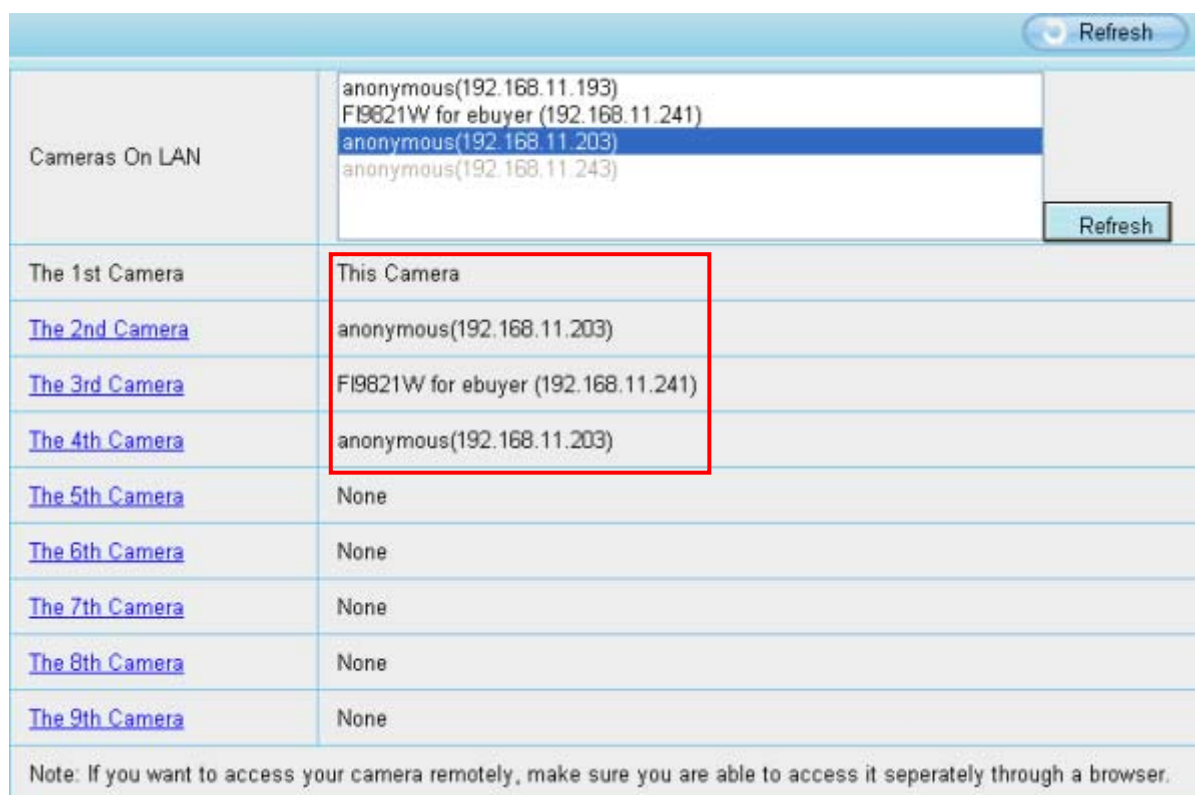 Refresh
anonymous(192.168.11.193)
FI9821W for ebuyer (192.168.11.241)
anonymous(192.168.11.203)
anonymous(192.168.11.243)
Cameras On LAN
Refresh
The 1st Camera This Camera
The 2nd Camera anonymous(192.168.11.203)
The 3rd Camera FI9821W for ebuyer (192.168.11.241)
The 4th Camera anonymous(192.168.11.203)
The 5th Camera None
The 6th Camera None
The 7th Camera None
The 8th Camera None
The 9th Camera None
Note: If you want to access your camera remotely, make sure you are able to access it seperately through a browser.